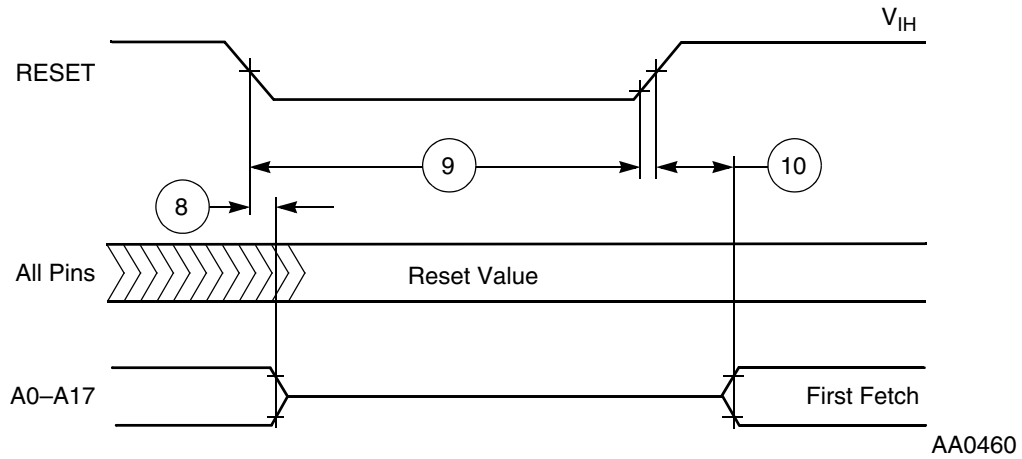 V_IH
RESET
9
10
8
All Pins
Reset Value
A0–A17
First Fetch
AA0460